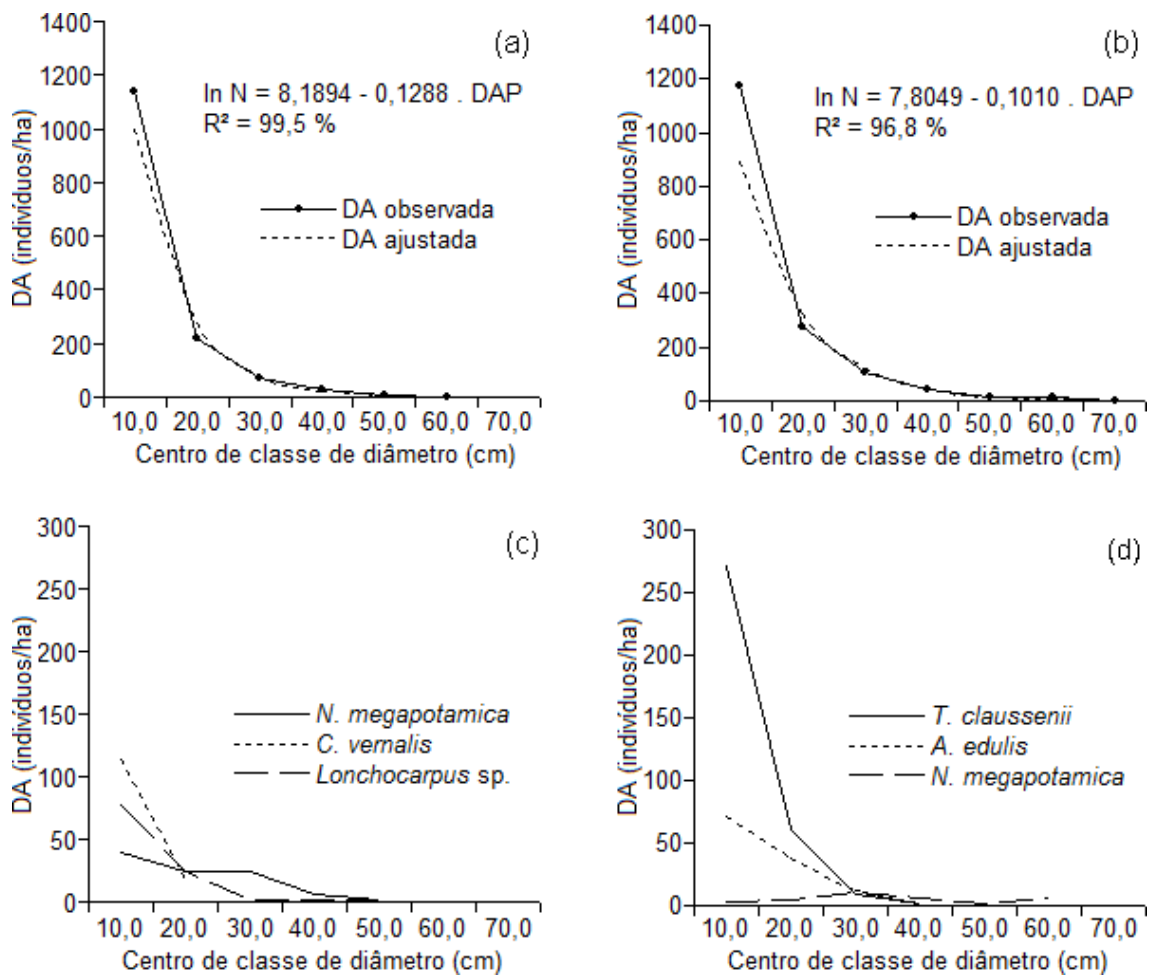 (a)
1400
1200
1000
800
600
400
200
0
DA (indivíduos/ha)
ln N = 8,1894 - 0,1288 . DAP
R² = 99,5 %
DA observada
DA ajustada
10,0 20,0 30,0 40,0 50,0 60,0 70,0
Centro de classe de diâmetro (cm)
(b)
1400
1200
1000
800
600
400
200
0
DA (indivíduos/ha)
ln N = 7,8049 - 0,1010 . DAP
R² = 96,8 %
DA observada
DA ajustada
10,0 20,0 30,0 40,0 50,0 60,0 70,0
Centro de classe de diâmetro (cm)
(c)
300
250
200
150
100
50
0
DA (indivíduos/ha)
N. megapotamica
C. vernalis
Lonchocarpus sp.
10,0 20,0 30,0 40,0 50,0 60,0 70,0
Centro de classe de diâmetro (cm)
(d)
300
250
200
150
100
50
0
DA (indivíduos/ha)
T. claussenii
A. edulis
N. megapotamica
10,0 20,0 30,0 40,0 50,0 60,0 70,0
Centro de classe de diâmetro (cm)